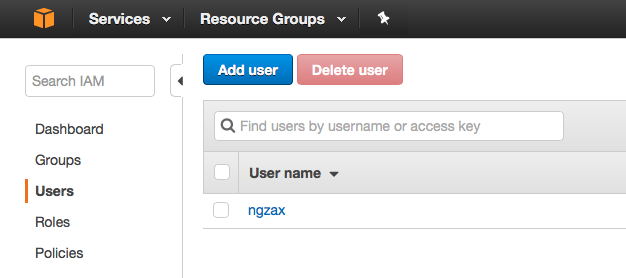 Services Resource Groups
Search IAM
Dashboard
Groups
Users
Roles
Policies
Add user Delete user
Find users by username or access key
User name
ngzax